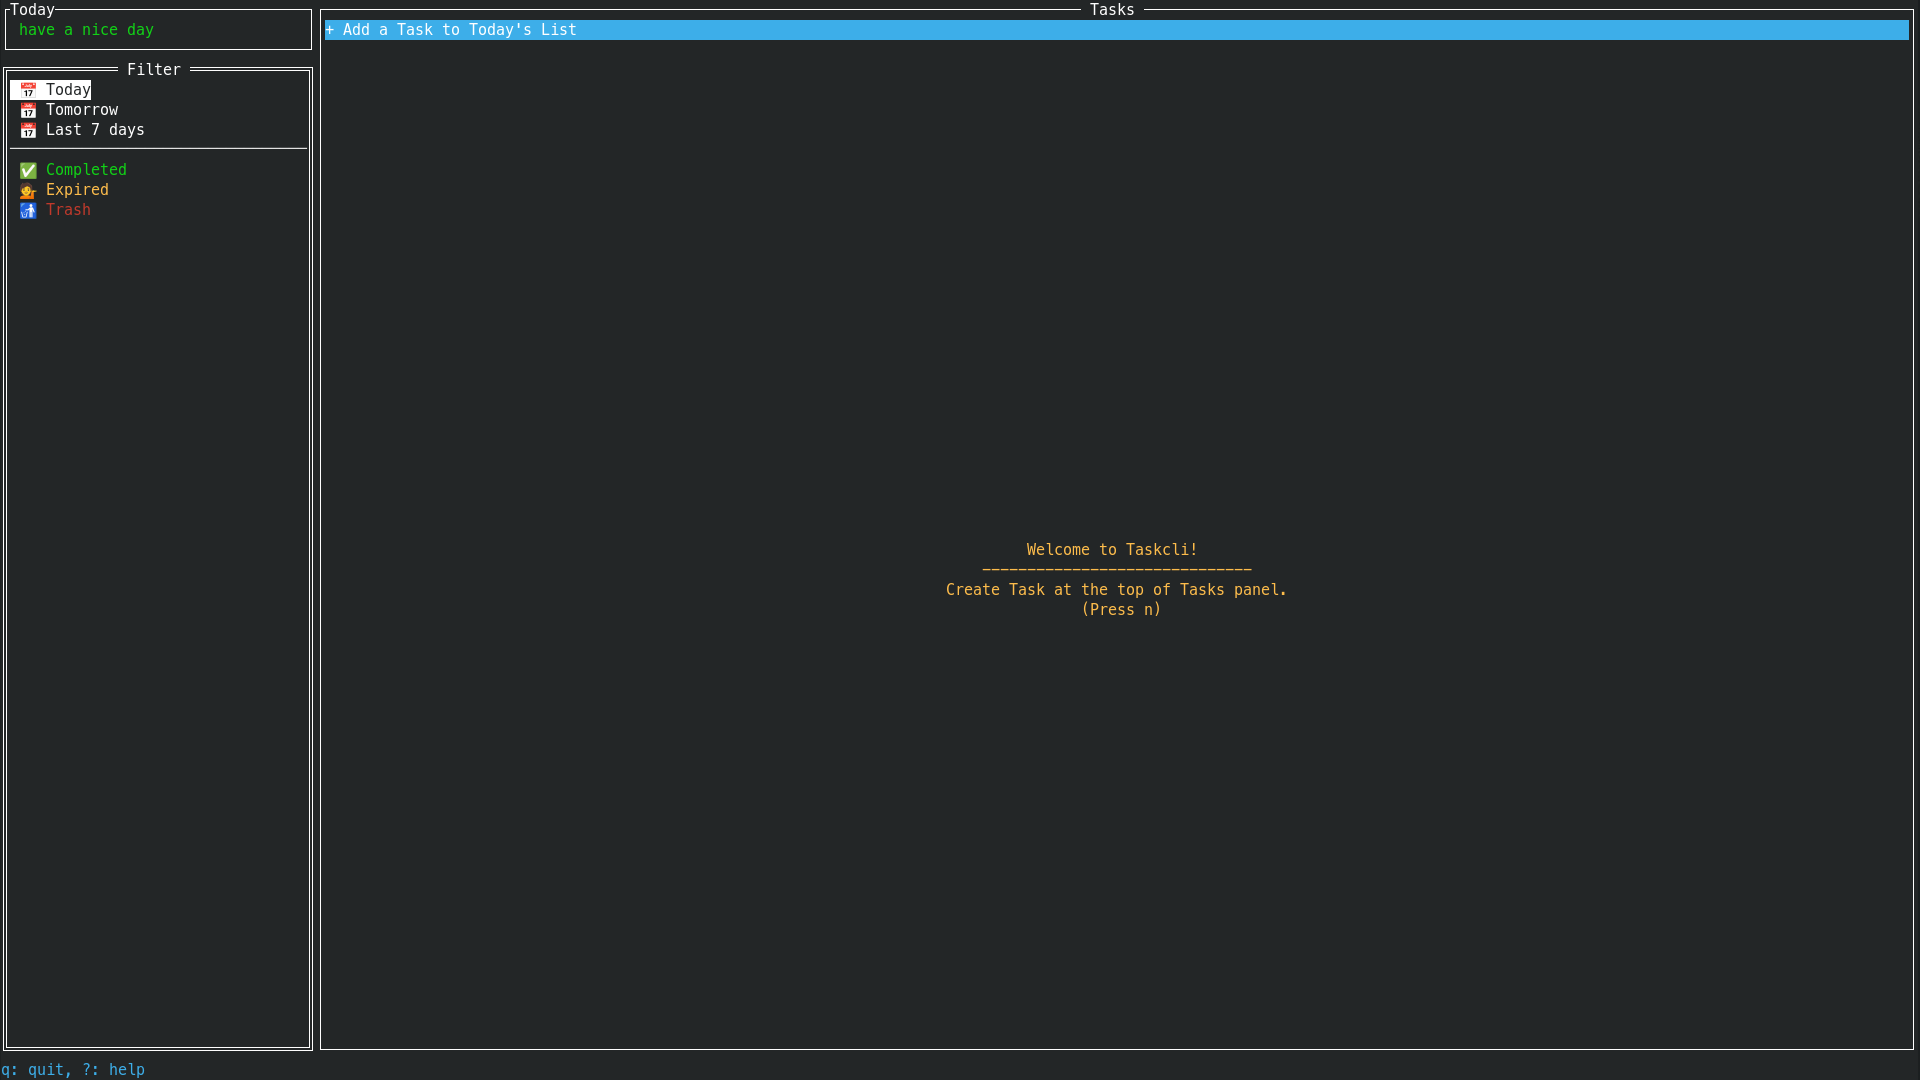 Today
have a nice day
Filter
📅 Today
📅 Tomorrow
📅 Last 7 days
✅ Completed
💁 Expired
🚮 Trash
Tasks
+ Add a Task to Today's List
Welcome to Taskcli!
------------------------------
Create Task at the top of Tasks panel.
(Press n)
q: quit, ?: help